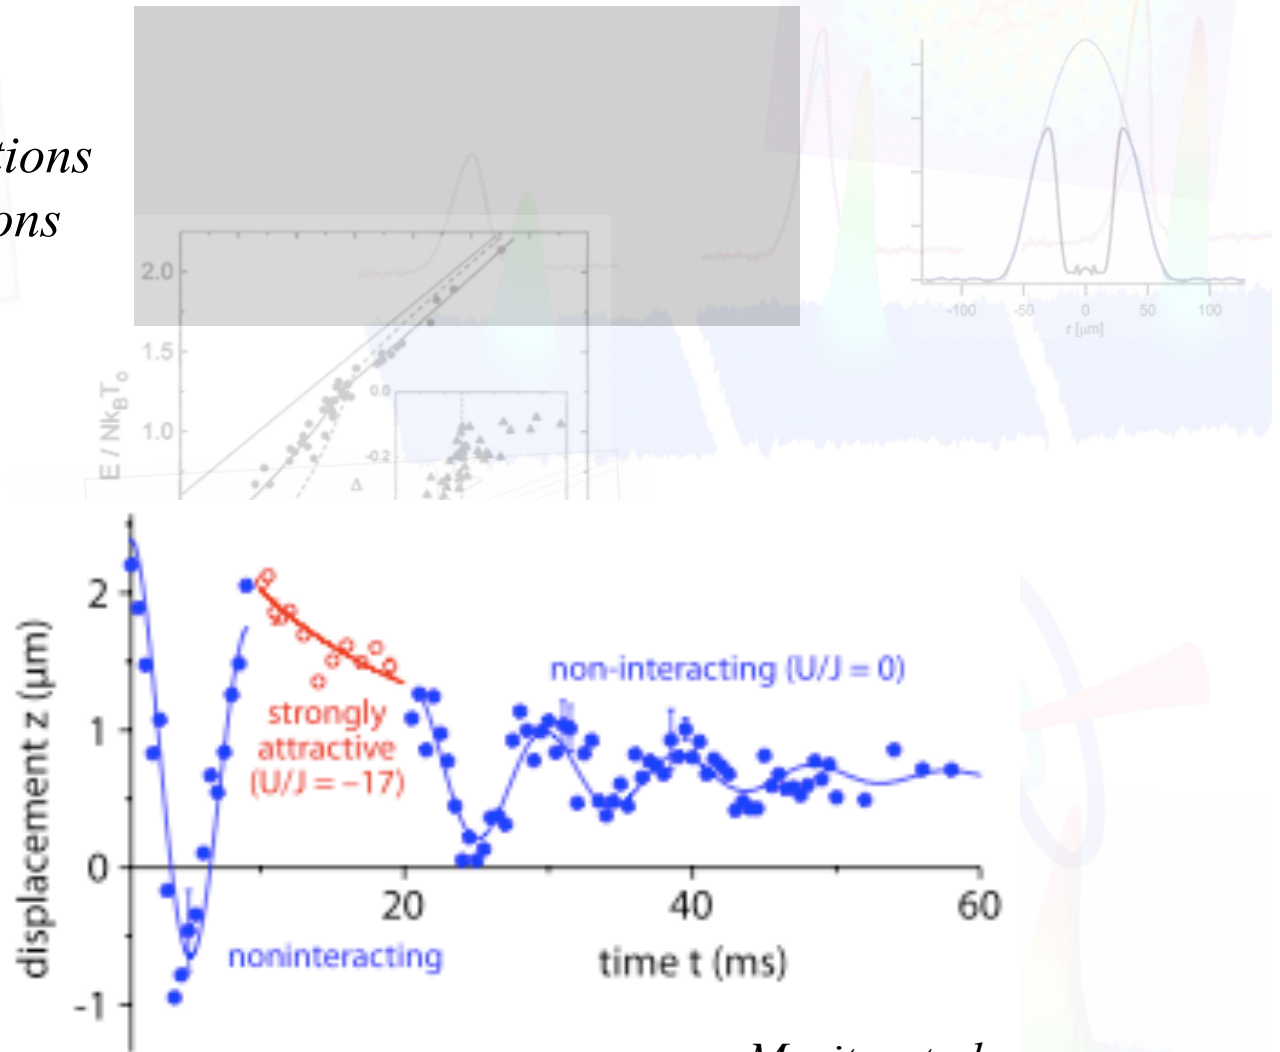 tions
ons
2.0
1.5
1.0
E / NkBTo
0.0
-0.2
Δ
-100 -50 0 50 100
r [µm]
displacement z (µm)
2
1
0
-1
strongly
attractive
(U/J = –17)
non-interacting (U/J = 0)
20 40 60
noninteracting
time t (ms)